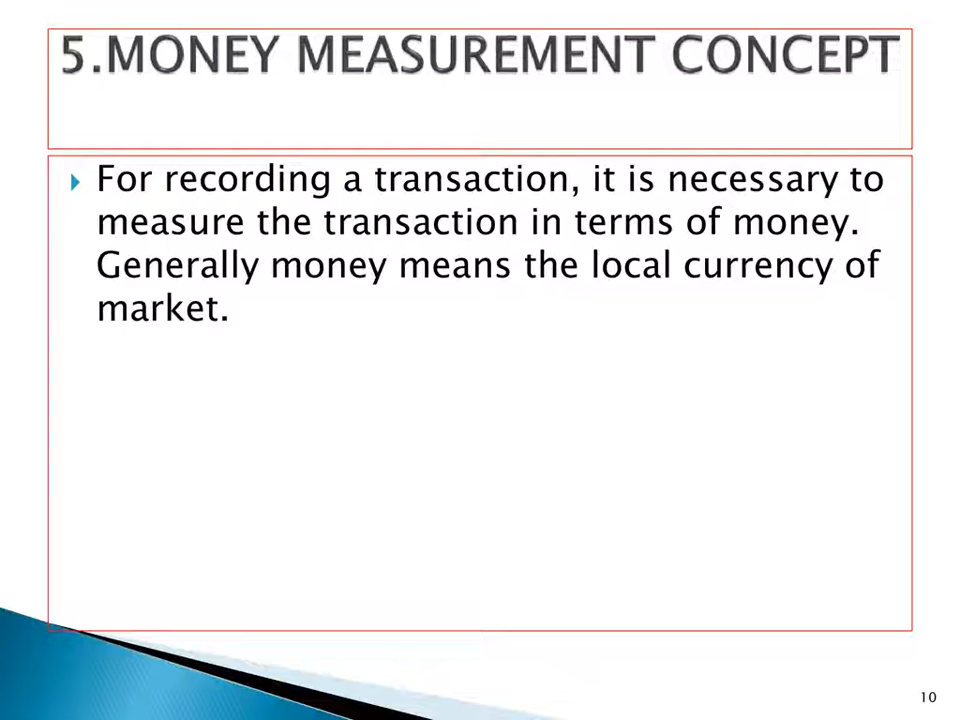 5.MONEY MEASUREMENT CONCEPT
For recording a transaction, it is necessary to
measure the transaction in terms of money.
Generally money means the local currency of
market.
10